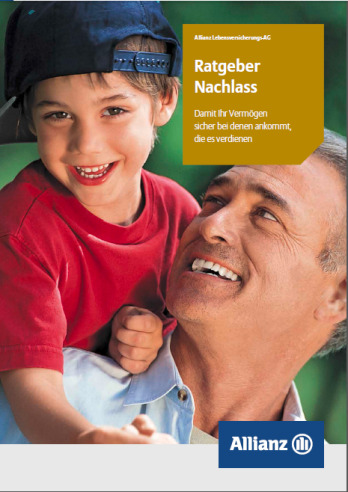 Allianz Lebensversicherungs-AG
Ratgeber
Nachlass
Damit Ihr Vermögen
sicher bei denen ankommt,
die es verdienen
Allianz